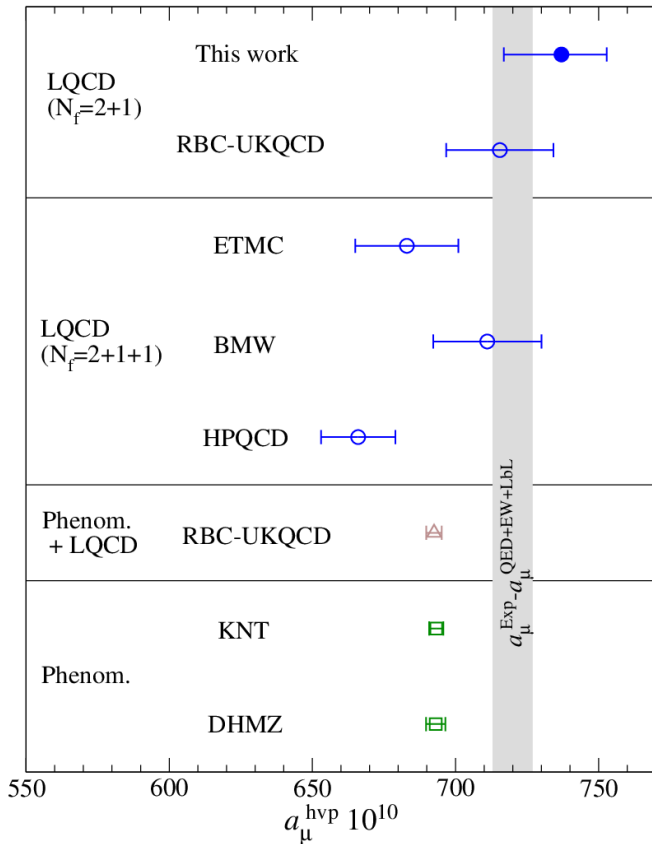 This work
LQCD
(N_f=2+1)
RBC-UKQCD
ETMC
LQCD
(N_f=2+1+1)
BMW
HPQCD
Phenom.
+ LQCD
RBC-UKQCD
a_μ^Exp-a_μ^QED+EW+LbL
KNT
Phenom.
DHMZ
550 600 650 700 750
a_μ^hvp 10^10